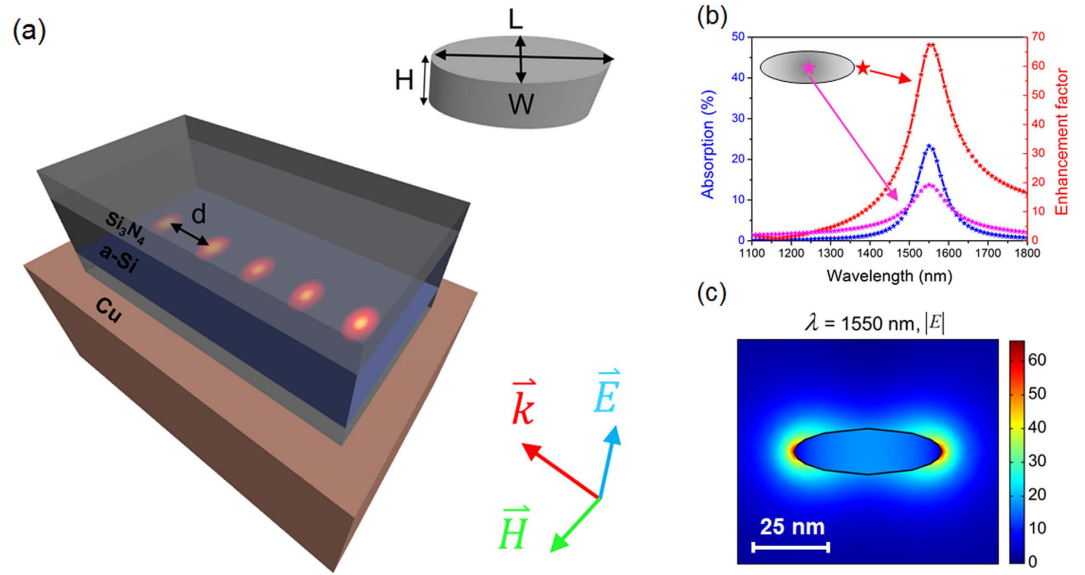 (a)
L
H
W
d
Si₃N₄
a-Si
Cu
k
E
H
(b)
50
40
30
20
10
0
Absorption (%)
70
60
50
40
30
20
10
0
Enhancement factor
1100 1200 1300 1400 1500 1600 1700 1800
Wavelength (nm)
(c)
λ = 1550 nm, |E|
60
50
40
30
20
10
0
25 nm